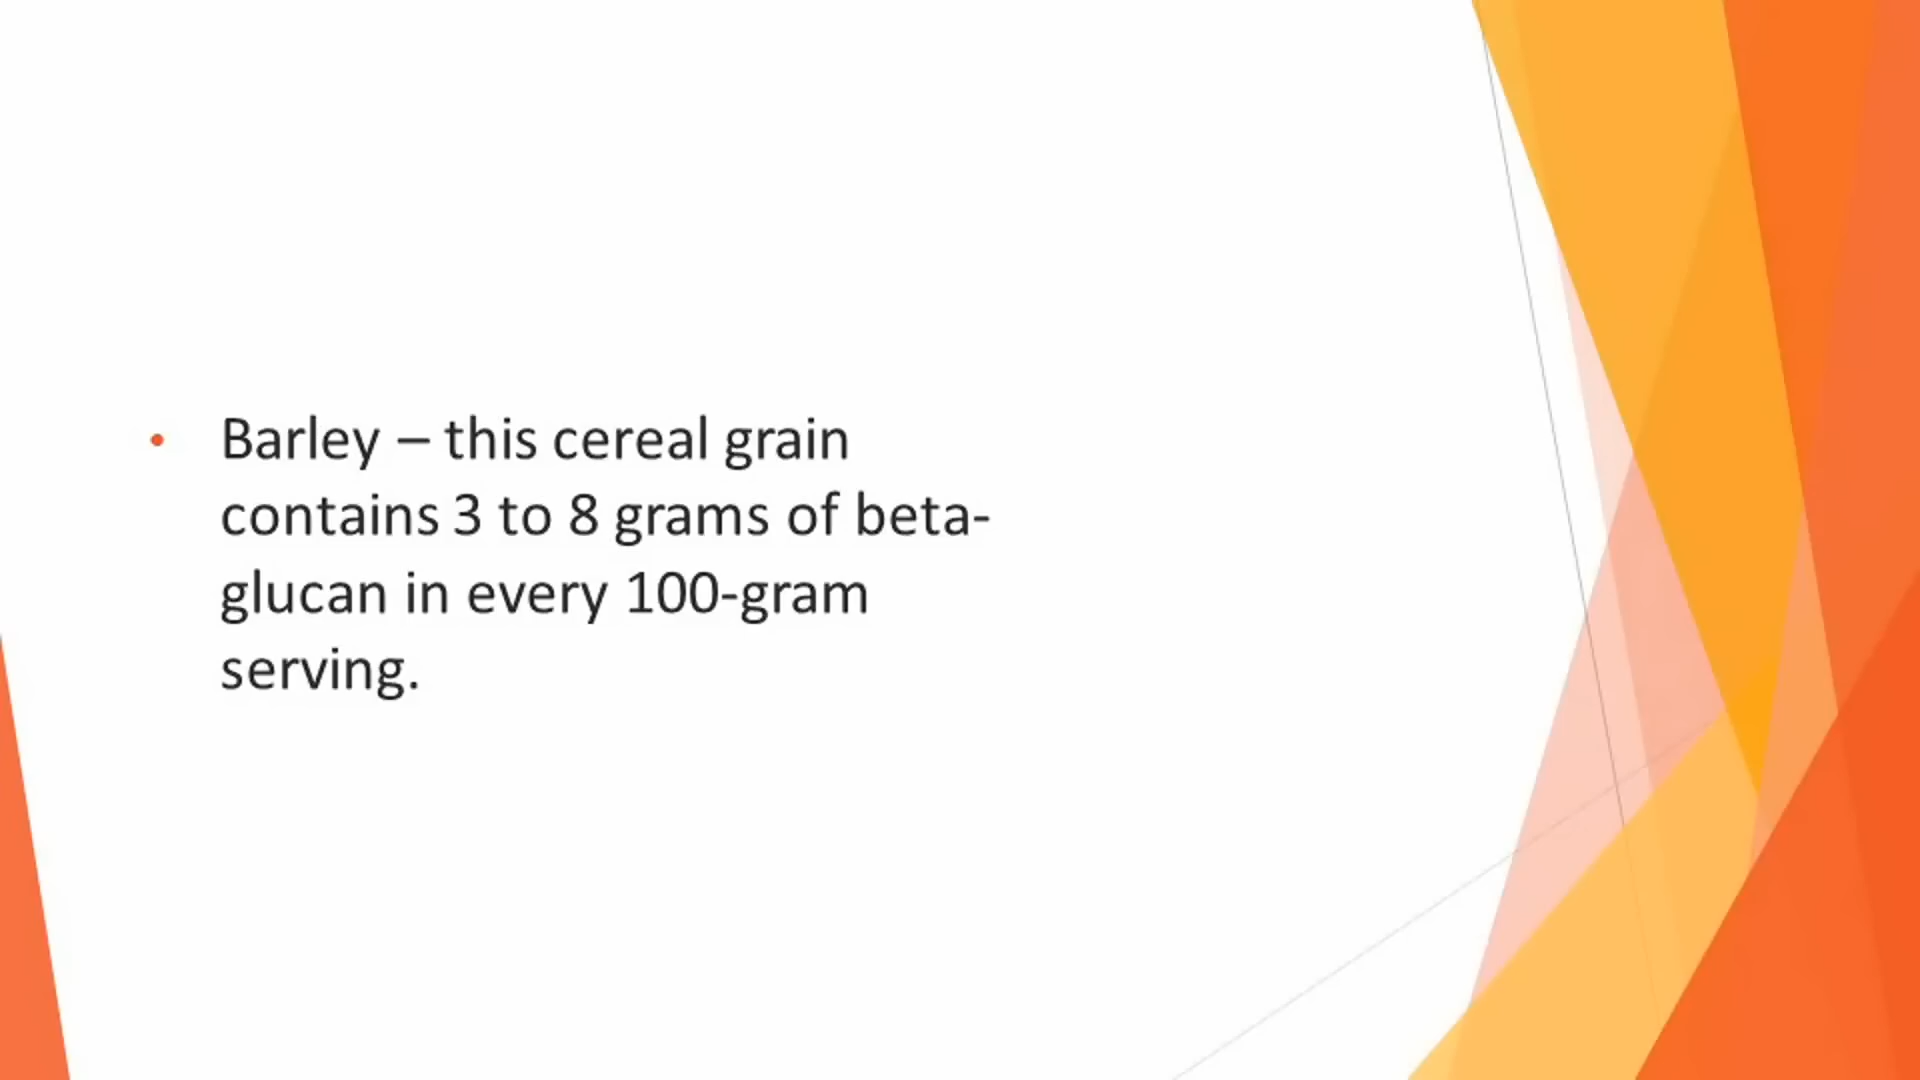 • Barley – this cereal grain
contains 3 to 8 grams of beta-
glucan in every 100-gram
serving.